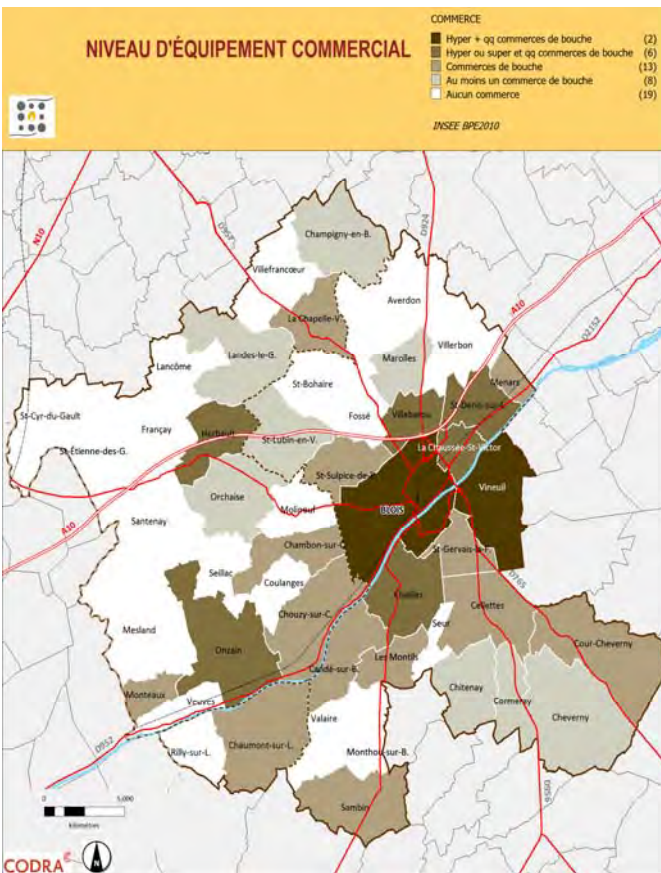 COMMERCE
NIVEAU D'ÉQUIPEMENT COMMERCIAL
Hyper + qq commerces de bouche (2)
Hyper ou super et qq commerces de bouche (6)
Commerces de bouche (13)
Au moins un commerce de bouche (8)
Aucun commerce (19)
INSEE BPE2010
N10
D924
Champigny-en-B.
Villefrancœur
Averdon
A10
La Chapelle-V.
D2152
Villerbon
Landes-le-G.
Marolles
Lancôme
St-Bohaire
Menars
St-Cyr-du-Gault
Fossé
Villebarou
St-Denis-sur-L.
Françay
Herbault
St-Lubin-en-V.
St-Étienne-des-G.
La Chaussée-St-Victor
St-Sulpice-de-P.
Vineuil
Orchaise
BLOIS
Molineuf
A10
Santenay
Chambon-sur-C.
St-Gervais-la-F.
Seillac
D765
Coulanges
Chailles
Chouzy-sur-C.
Cellettes
Mesland
Seur
Onzain
Cour-Cheverny
Les Montils
Candé-sur-B.
Monteaux
Chitenay
Veuves
Cormeray
Cheverny
Valaire
D952
Rilly-sur-L.
Chaumont-sur-L.
Monthou-sur-B.
D956
Sambin
0 5,000
kilomètres
CODRA
N